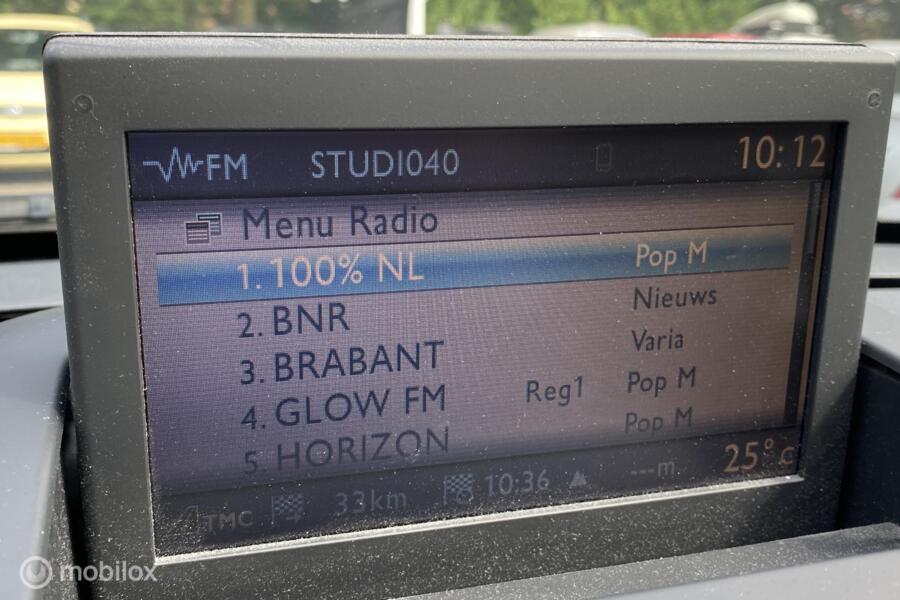 FM STUDIO40 10:12
Menu Radio
1. 100% NL Pop M
2. BNR Nieuws
3. BRABANT Varia
4. GLOW FM Reg1 Pop M
5. HORIZON Pop M
TMC 33km 10:36 ---m 25°C
mobilox